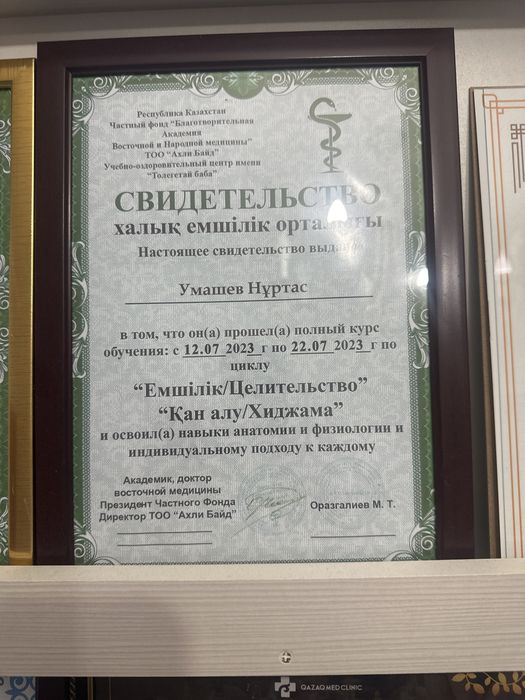 Республика Казахстан
Частный фонд "Благотворительная
Академия
Восточной и Народной медицины"
ТОО "Ахли Байд"
Учебно-оздоровительный центр имени
"Толегетай баба"
СВИДЕТЕЛЬСТВО
халық емшілік орталығы
Настоящее свидетельство выдано
Умашев Нұртас
в том, что он(а) прошел(а) полный курс
обучения: с 12.07 2023 г по 22.07 2023 г по
циклу
"Емшілік/Целительство"
"Қан алу/Хиджама"
и освоил(а) навыки анатомии и физиологии и
индивидуальному подходу к каждому
Академик, доктор
восточной медицины
Президент Частного Фонда
Директор ТОО "Ахли Байд"
Оразгалиев М. Т.
QAZAQ MED CLINIC